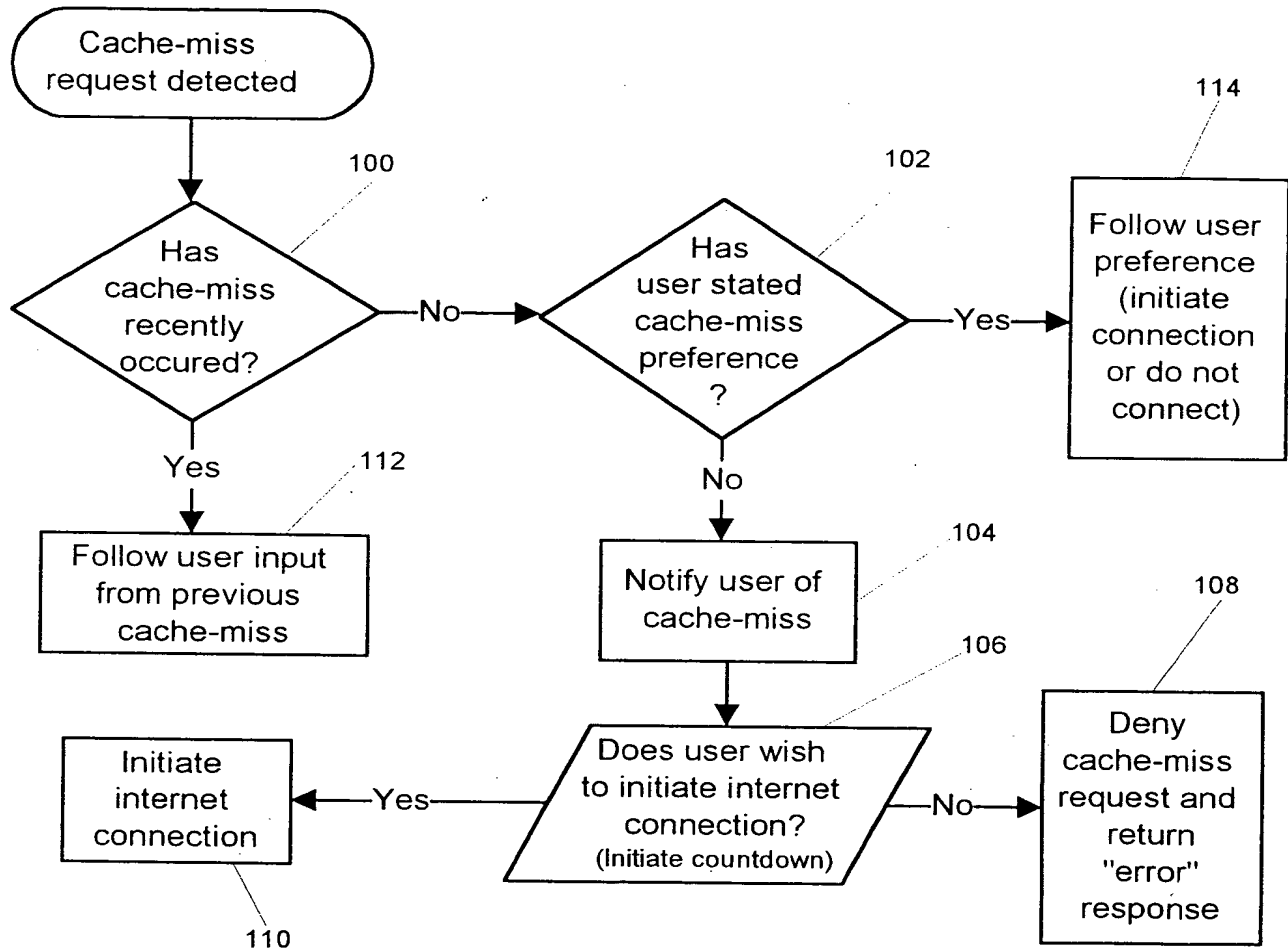 Cache-miss
request detected
100
102
114
Has
cache-miss
recently
occured?
No
Has
user stated
cache-miss
preference
?
Yes
Follow user
preference
(initiate
connection
or do not
connect)
Yes
112
No
Follow user input
from previous
cache-miss
104
Notify user of
cache-miss
108
106
Initiate
internet
connection
Yes
Does user wish
to initiate internet
connection?
(Initiate countdown)
No
Deny
cache-miss
request and
return
"error"
response
110